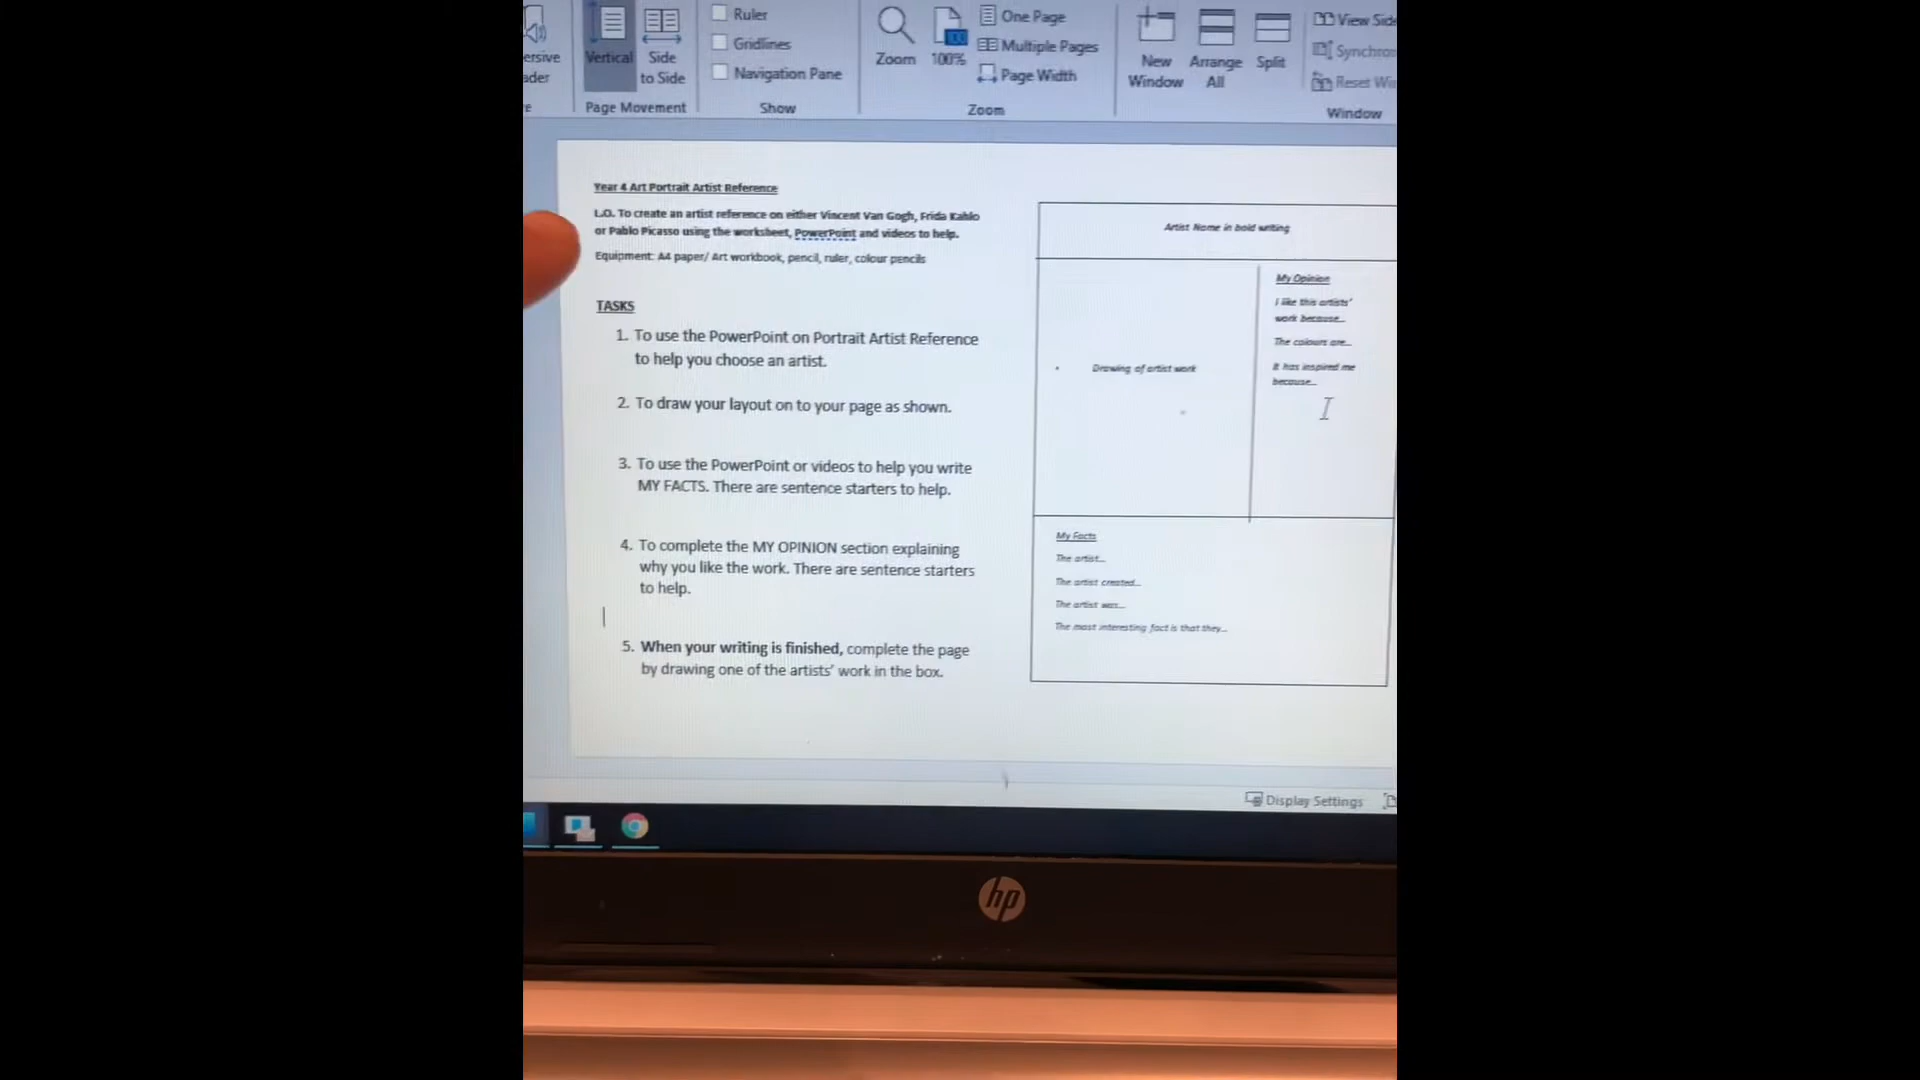 Ruler
Gridlines
Navigation Pane
Show
Vertical
Side
to Side
Page Movement
Zoom
100%
One Page
Multiple Pages
Page Width
Zoom
New
Window
Arrange
All
Split
View Side
Window
Year 4 Art Portrait Artist Reference
L.O. To create an artist reference on either Vincent Van Gogh, Frida Kahlo
or Pablo Picasso using the worksheet, PowerPoint and videos to help.
Equipment: A4 paper/ Art workbook, pencil, ruler, colour pencils
TASKS
1. To use the PowerPoint on Portrait Artist Reference
to help you choose an artist.
2. To draw your layout on to your page as shown.
3. To use the PowerPoint or videos to help you write
MY FACTS. There are sentence starters to help.
4. To complete the MY OPINION section explaining
why you like the work. There are sentence starters
to help.
5. When your writing is finished, complete the page
by drawing one of the artists' work in the box.
Artist Name in bold writing
Drawing of artist work
My Opinion
I like this artists'
work because...
The colours are...
It has inspired me
because...
My Facts
The artist...
The artist created...
The artist was...
The most interesting fact is that they...
Display Settings
hp